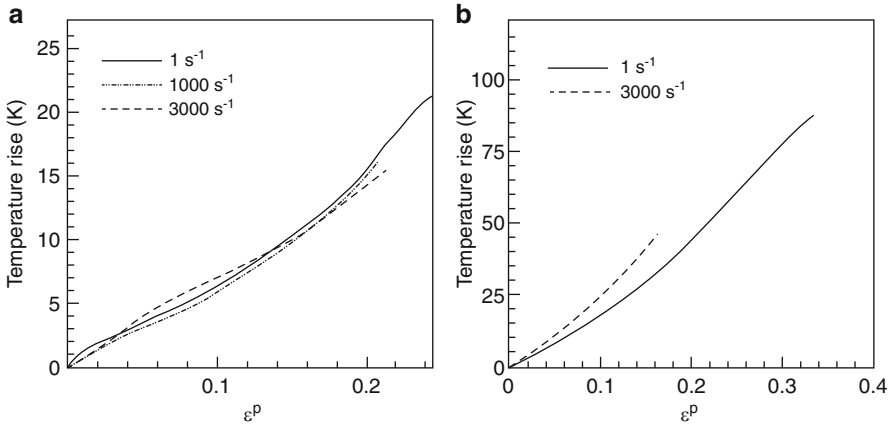 a
Temperature rise (K)
25
20
15
10
5
0
0.1
0.2
εᵖ
1 s⁻¹
1000 s⁻¹
3000 s⁻¹
b
Temperature rise (K)
100
75
50
25
0
0
0.1
0.2
0.3
0.4
εᵖ
1 s⁻¹
3000 s⁻¹